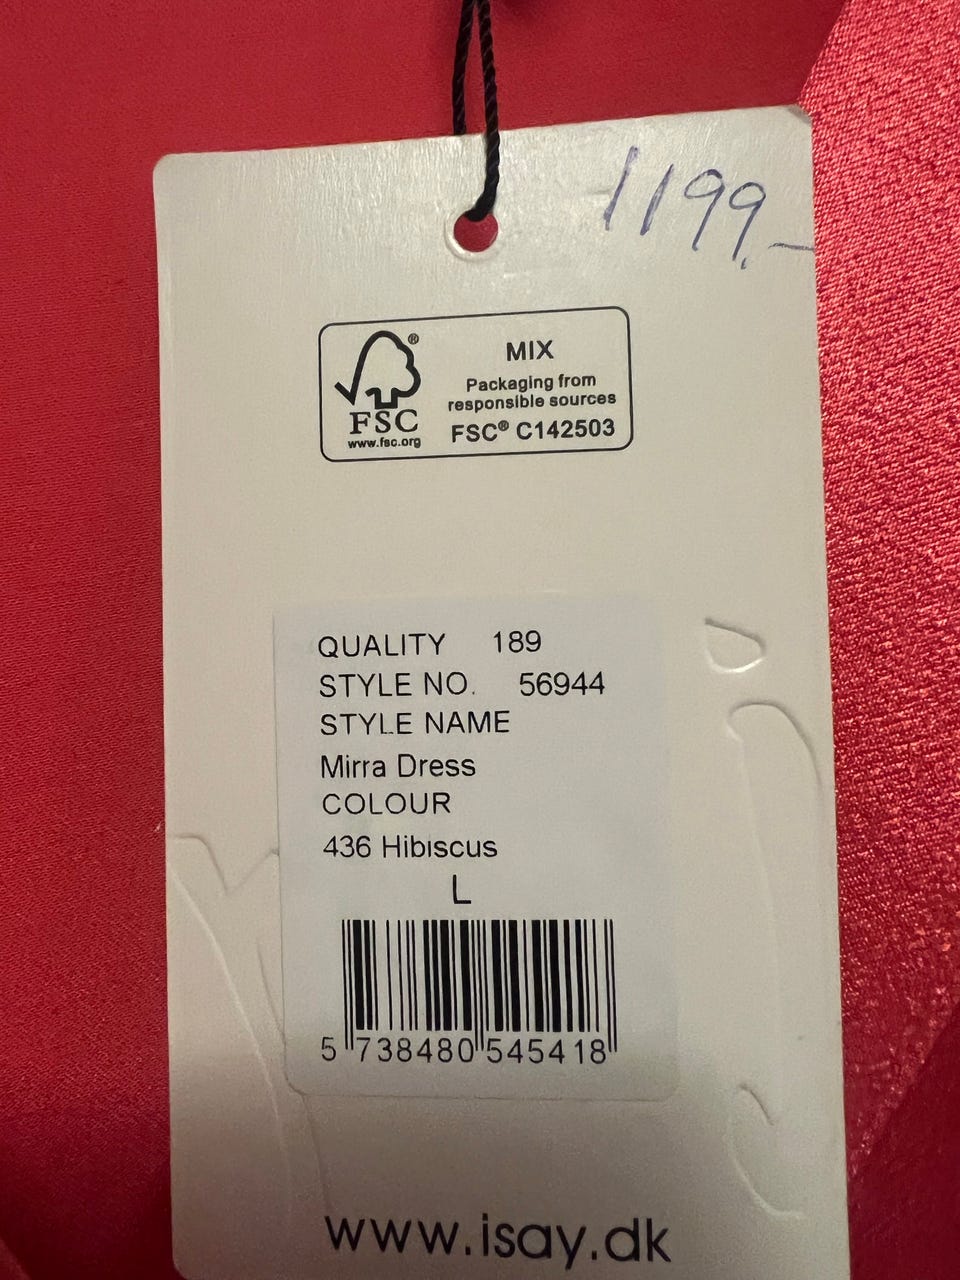 1199.-
MIX
Packaging from
responsible sources
FSC® C142503
®
FSC
www.fsc.org
QUALITY 189
STYLE NO. 56944
STYLE NAME
Mirra Dress
COLOUR
436 Hibiscus
L
5 738480 545418
www.isay.dk